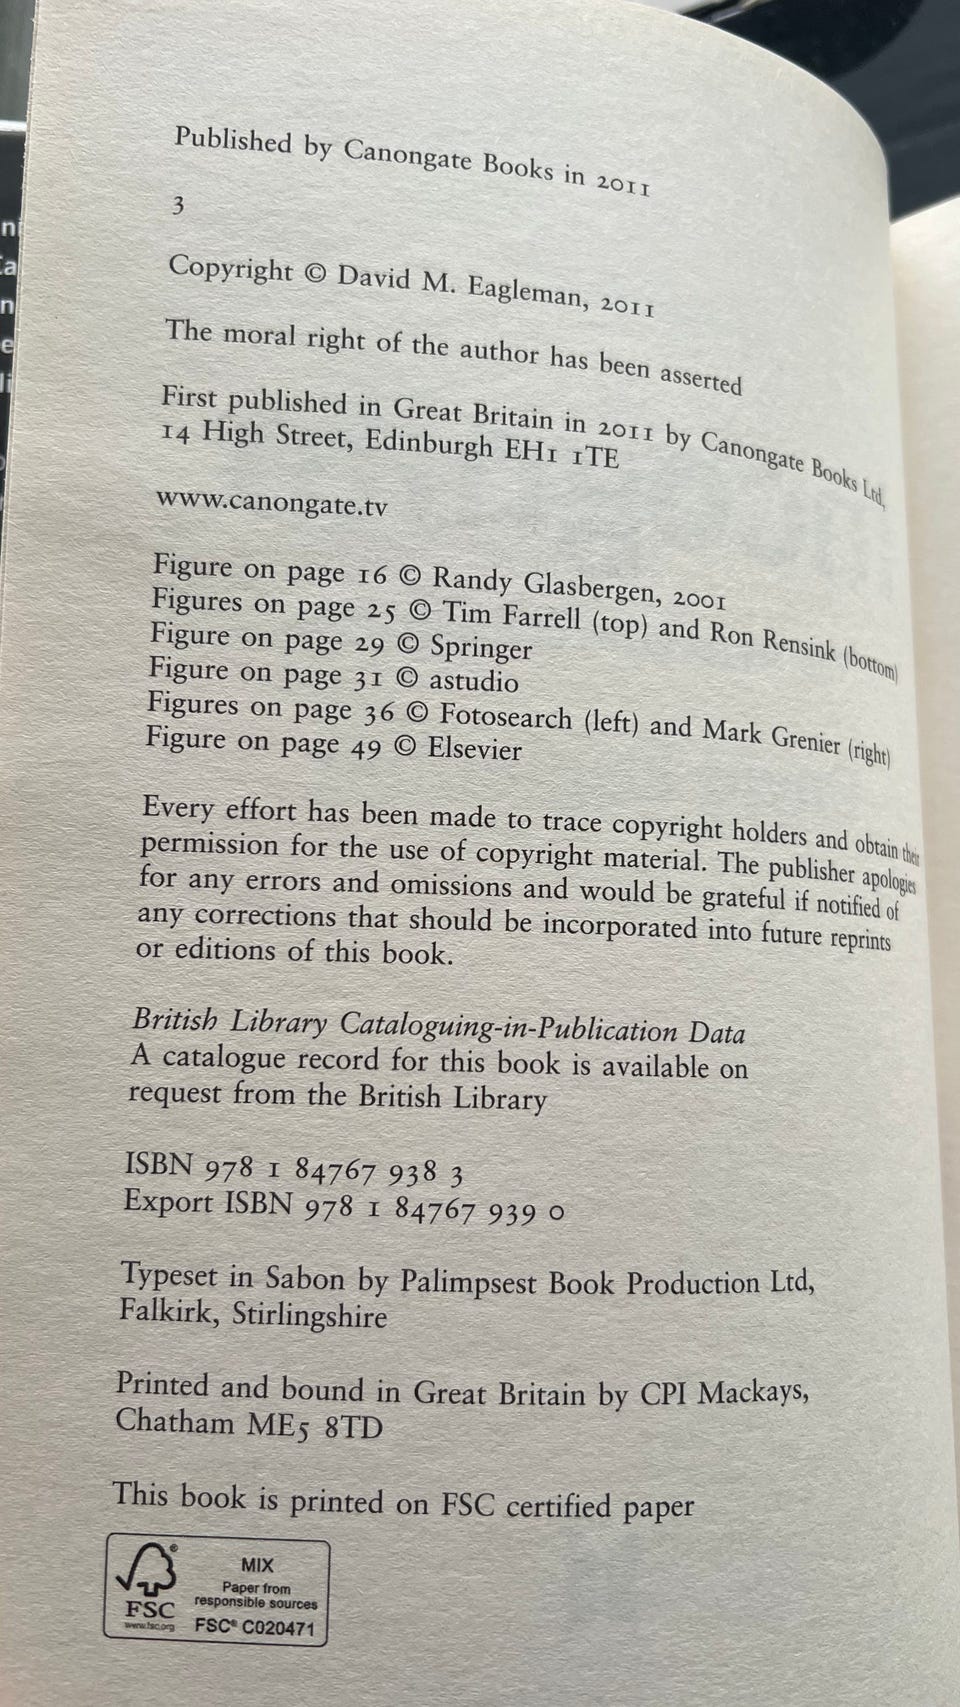 Published by Canongate Books in 2011
3
Copyright © David M. Eagleman, 2011
The moral right of the author has been asserted
First published in Great Britain in 2011 by Canongate Books Ltd,
14 High Street, Edinburgh EH1 1TE
www.canongate.tv
Figure on page 16 © Randy Glasbergen, 2001
Figures on page 25 © Tim Farrell (top) and Ron Rensink (bottom)
Figure on page 29 © Springer
Figure on page 31 © astudio
Figures on page 36 © Fotosearch (left) and Mark Grenier (right)
Figure on page 49 © Elsevier
Every effort has been made to trace copyright holders and obtain their
permission for the use of copyright material. The publisher apologies
for any errors and omissions and would be grateful if notified of
any corrections that should be incorporated into future reprints
or editions of this book.
British Library Cataloguing-in-Publication Data
A catalogue record for this book is available on
request from the British Library
ISBN 978 1 84767 938 3
Export ISBN 978 1 84767 939 0
Typeset in Sabon by Palimpsest Book Production Ltd,
Falkirk, Stirlingshire
Printed and bound in Great Britain by CPI Mackays,
Chatham ME5 8TD
This book is printed on FSC certified paper
®
FSC
www.fsc.org
MIX
Paper from
responsible sources
FSC® C020471